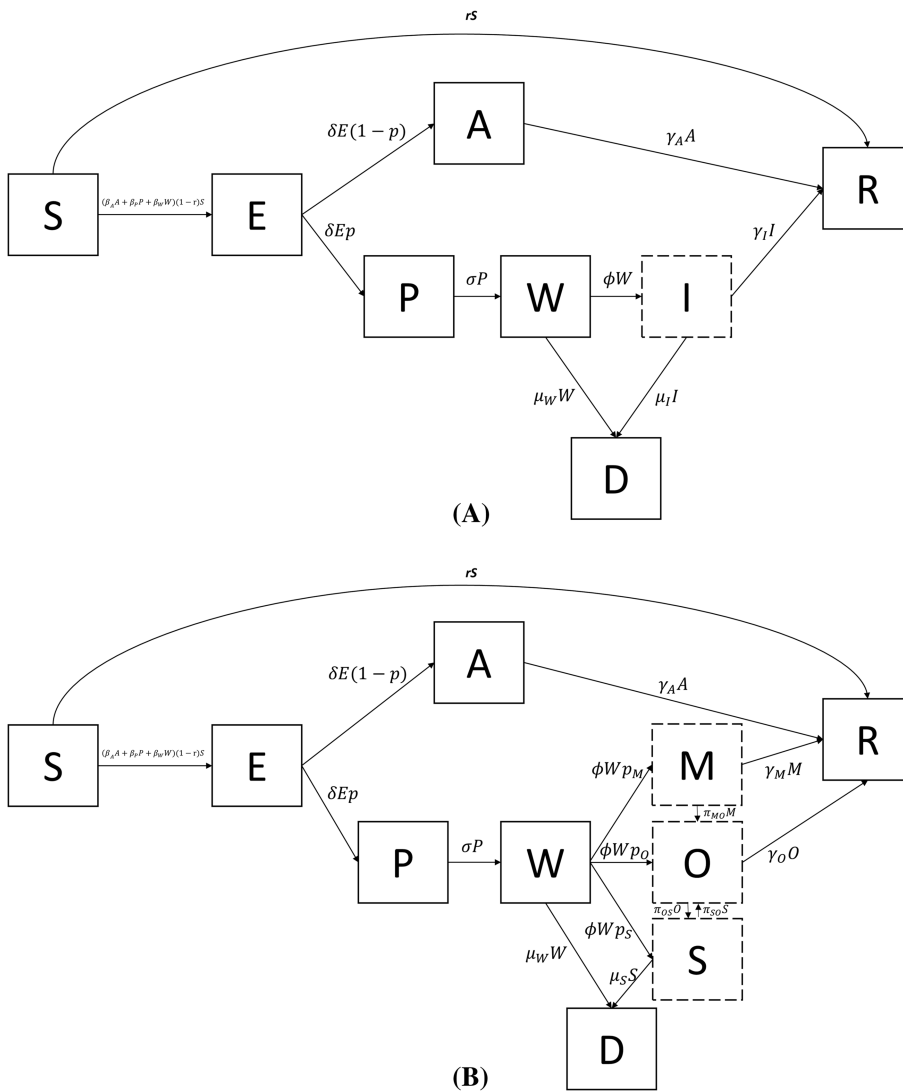 rS
A
δE(1 − p)
γ_A A
S
(β_A A + β_P P + β_W W)(1 − r)S
E
R
δEp
γ_I I
P
σP
W
ϕW
I
μ_W W
μ_I I
D
(A)
rS
A
δE(1 − p)
γ_A A
S
(β_A A + β_P P + β_W W)(1 − r)S
E
R
M
ϕWp_M
γ_M M
δEp
π_MO M
P
σP
W
ϕWp_O
O
γ_O O
π_OS O
π_SO S
ϕWp_S
μ_W W
S
μ_S S
D
(B)